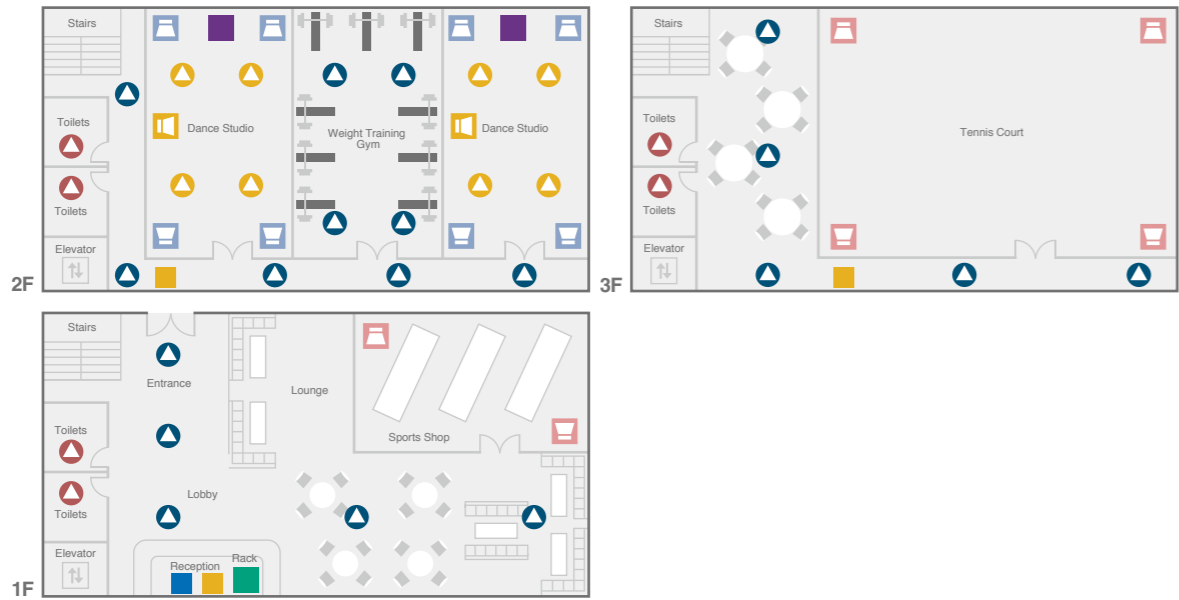 Stairs
Toilets
Toilets
Elevator
Dance Studio
Weight Training
Gym
Dance Studio
2F
Stairs
Toilets
Toilets
Elevator
Tennis Court
3F
Stairs
Entrance
Lounge
Toilets
Sports Shop
Lobby
Toilets
Elevator
Reception
Rack
1F